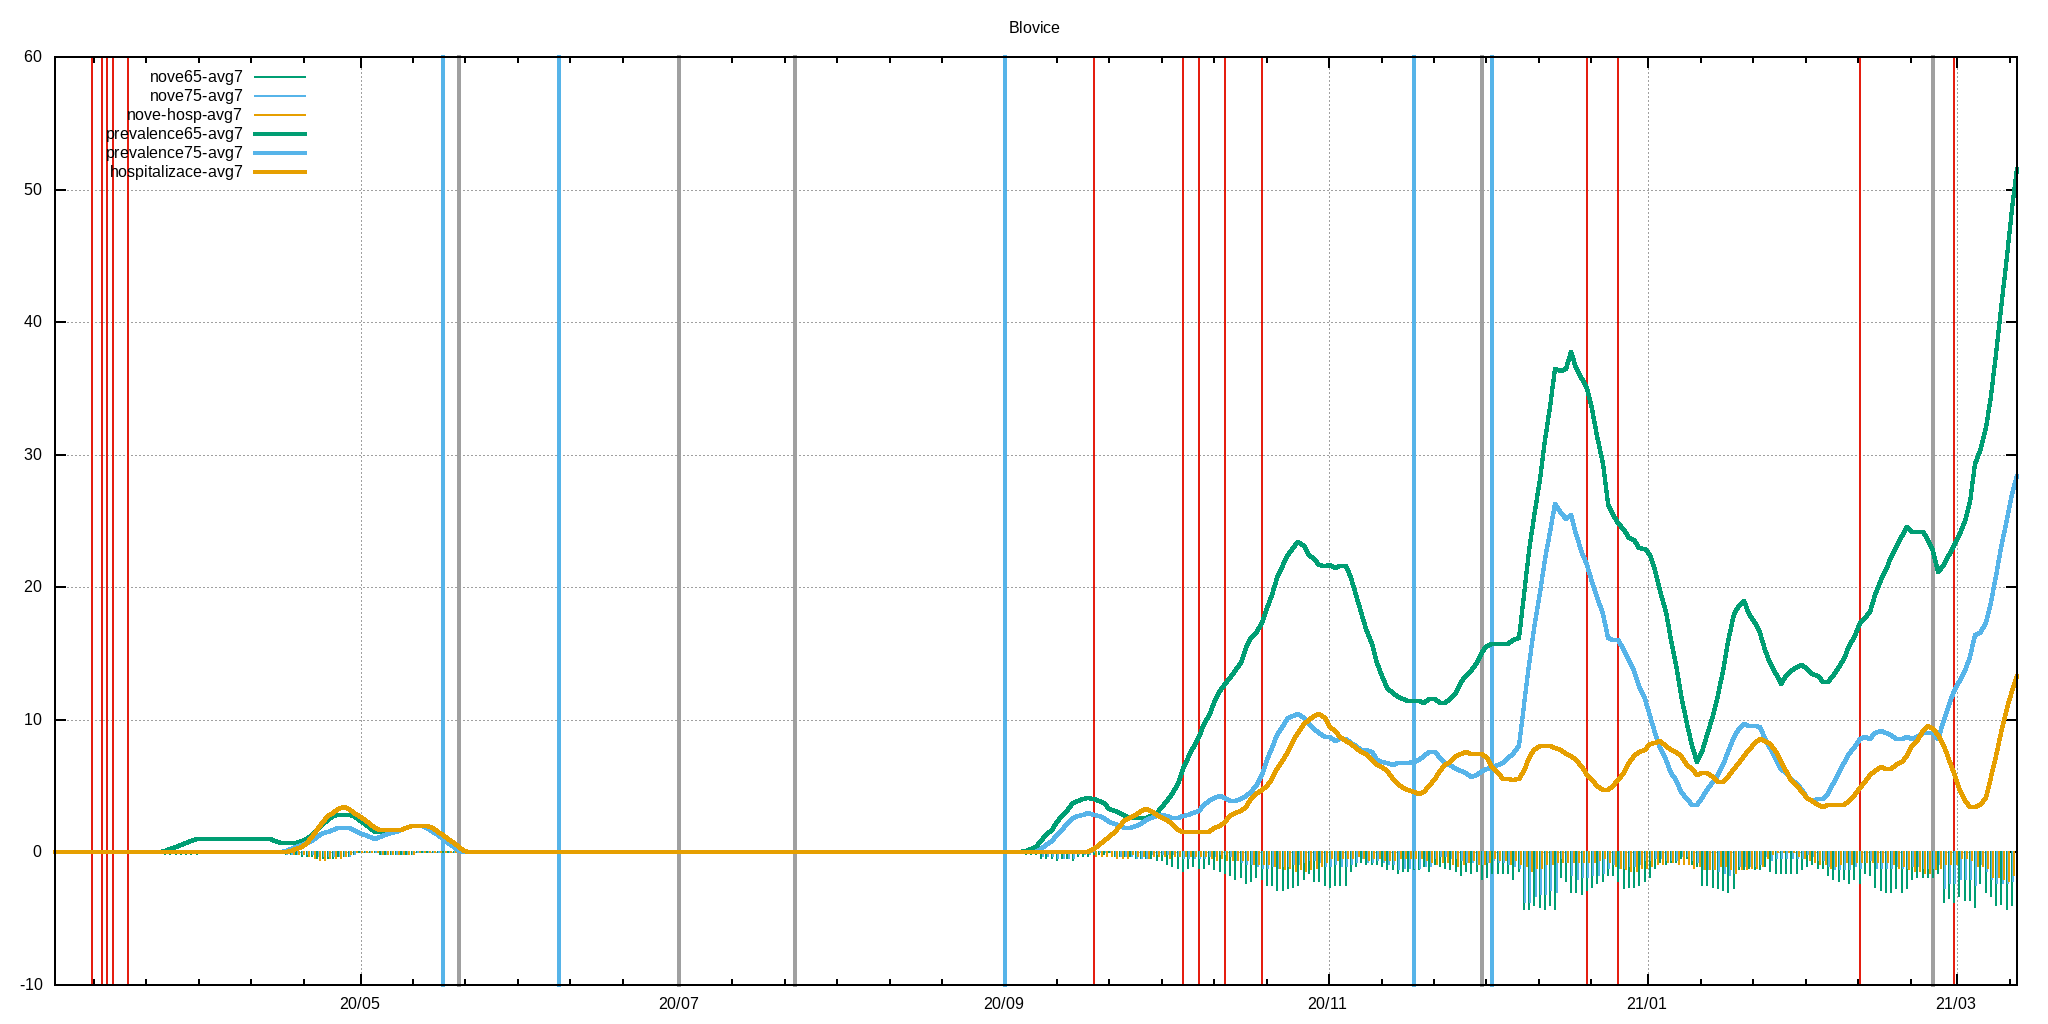 Blovice
60
nove65-avg7
nove75-avg7
nove-hosp-avg7
prevalence65-avg7
prevalence75-avg7
hospitalizace-avg7
50
40
30
20
10
0
-10
20/05 20/07 20/09 20/11 21/01 21/03